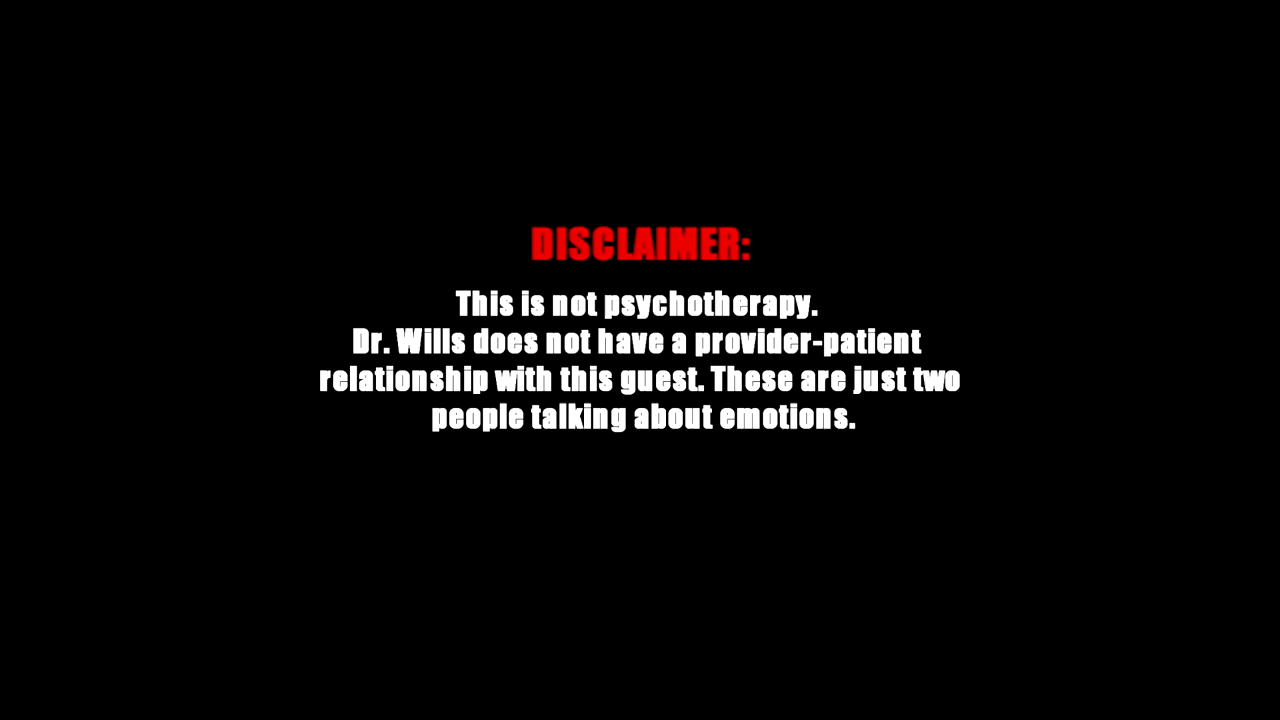 DISCLAIMER:
This is not psychotherapy.
Dr. Wills does not have a provider-patient
relationship with this guest. These are just two
people talking about emotions.